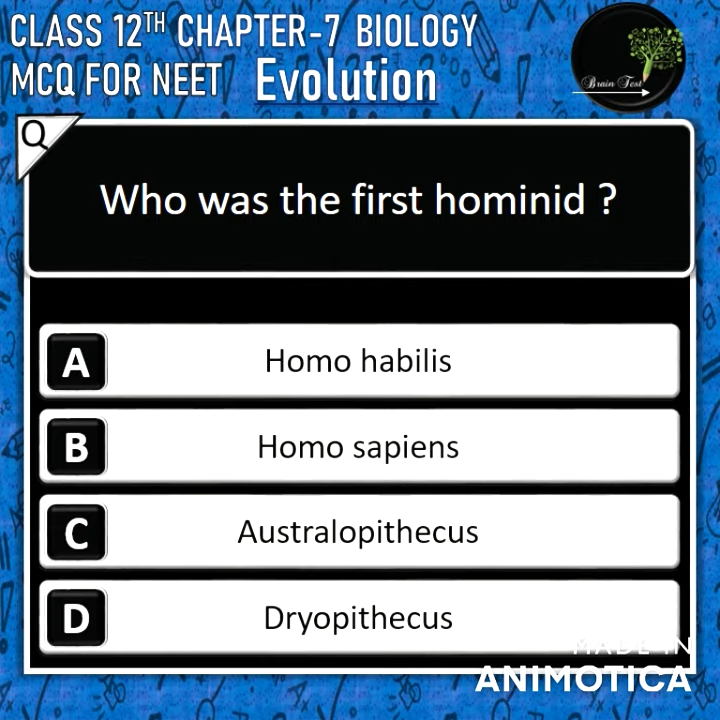 CLASS 12TH CHAPTER-7 BIOLOGY
MCQ FOR NEET Evolution
Brain Test
Q
Who was the first hominid ?
A Homo habilis
B Homo sapiens
C Australopithecus
D Dryopithecus
MADE IN
ANIMOTICA